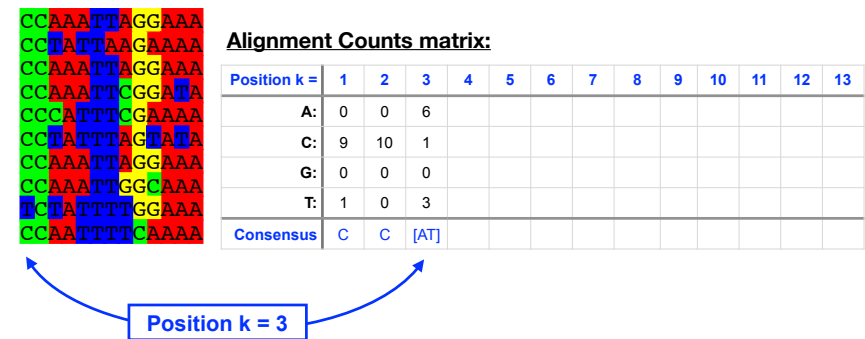 CCAAATTAGGAAA
CCTATTAAGAAAA
CCAAATTAGGAAA
CCAAATTCGGATA
CCCATTTCGAAAA
CCTATTTAGTATA
CCAAATTAGGAAA
CCAAATTGGCAAA
TCTATTTTGGAAA
CCAATTTTCAAAA
Alignment Counts matrix:
Position k = 1 2 3 4 5 6 7 8 9 10 11 12 13
A: 0 0 6
C: 9 10 1
G: 0 0 0
T: 1 0 3
Consensus C C [AT]
Position k = 3